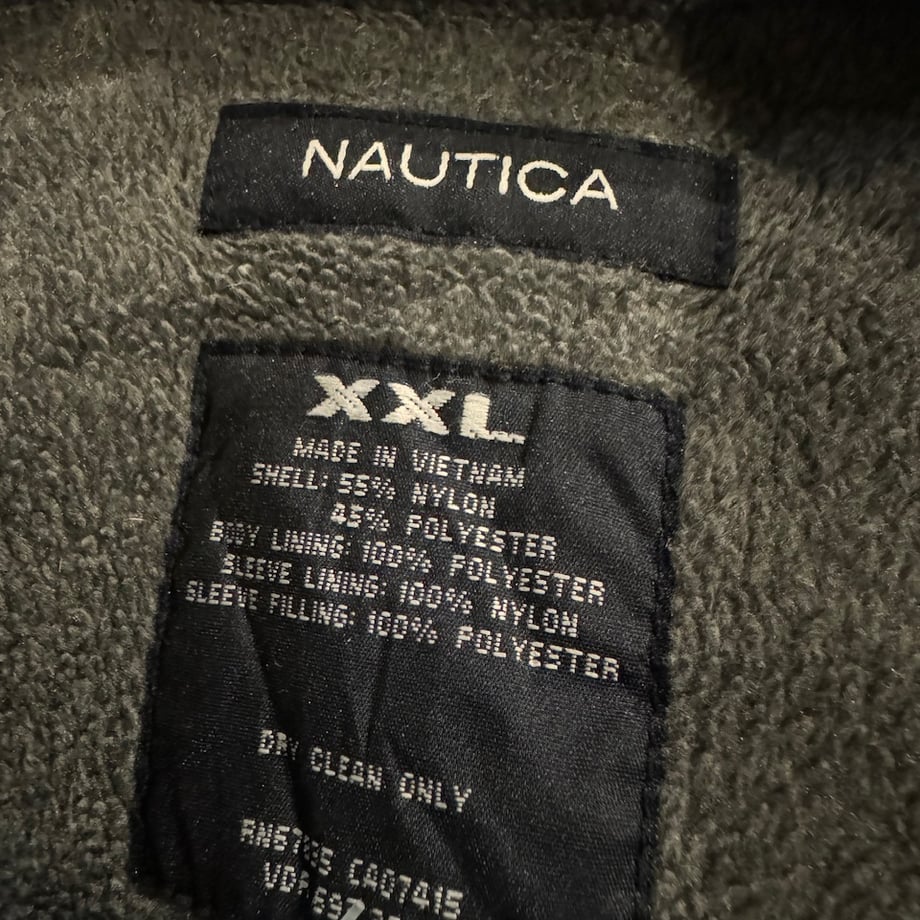 NAUTICA
XXL
MADE IN VIETNAM
SHELL: 55% NYLON
45% POLYESTER
BODY LINING: 100% POLYESTER
SLEEVE LINING: 100% NYLON
SLEEVE FILLING: 100% POLYESTER
DRY CLEAN ONLY
CA07415